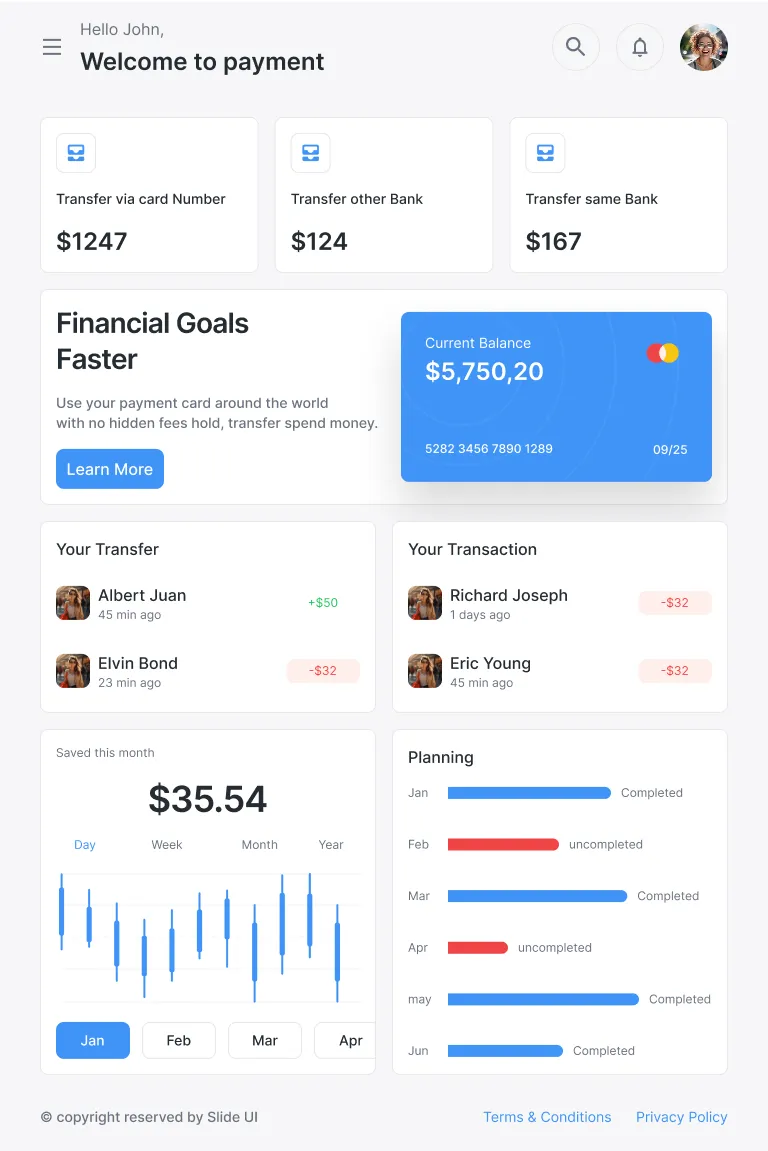 Hello John,
Welcome to payment
Transfer via card Number
$1247
Transfer other Bank
$124
Transfer same Bank
$167
Financial Goals
Faster
Use your payment card around the world
with no hidden fees hold, transfer spend money.
Learn More
Current Balance
$5,750,20
5282 3456 7890 1289
09/25
Your Transfer
Albert Juan
45 min ago
+$50
Elvin Bond
23 min ago
-$32
Your Transaction
Richard Joseph
1 days ago
-$32
Eric Young
45 min ago
-$32
Saved this month
$35.54
Day Week Month Year
Jan Feb Mar Apr
Planning
Jan Completed
Feb uncompleted
Mar Completed
Apr uncompleted
may Completed
Jun Completed
© copyright reserved by Slide UI
Terms & Conditions Privacy Policy